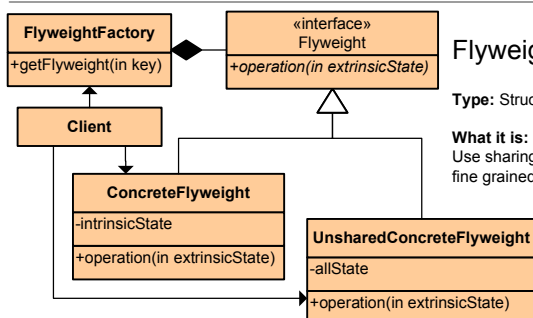 FlyweightFactory
+getFlyweight(in key)
Client
«interface»
Flyweight
+operation(in extrinsicState)
ConcreteFlyweight
-intrinsicState
+operation(in extrinsicState)
UnsharedConcreteFlyweight
-allState
+operation(in extrinsicState)
Flyweig
Type: Struc
What it is:
Use sharing
fine grained